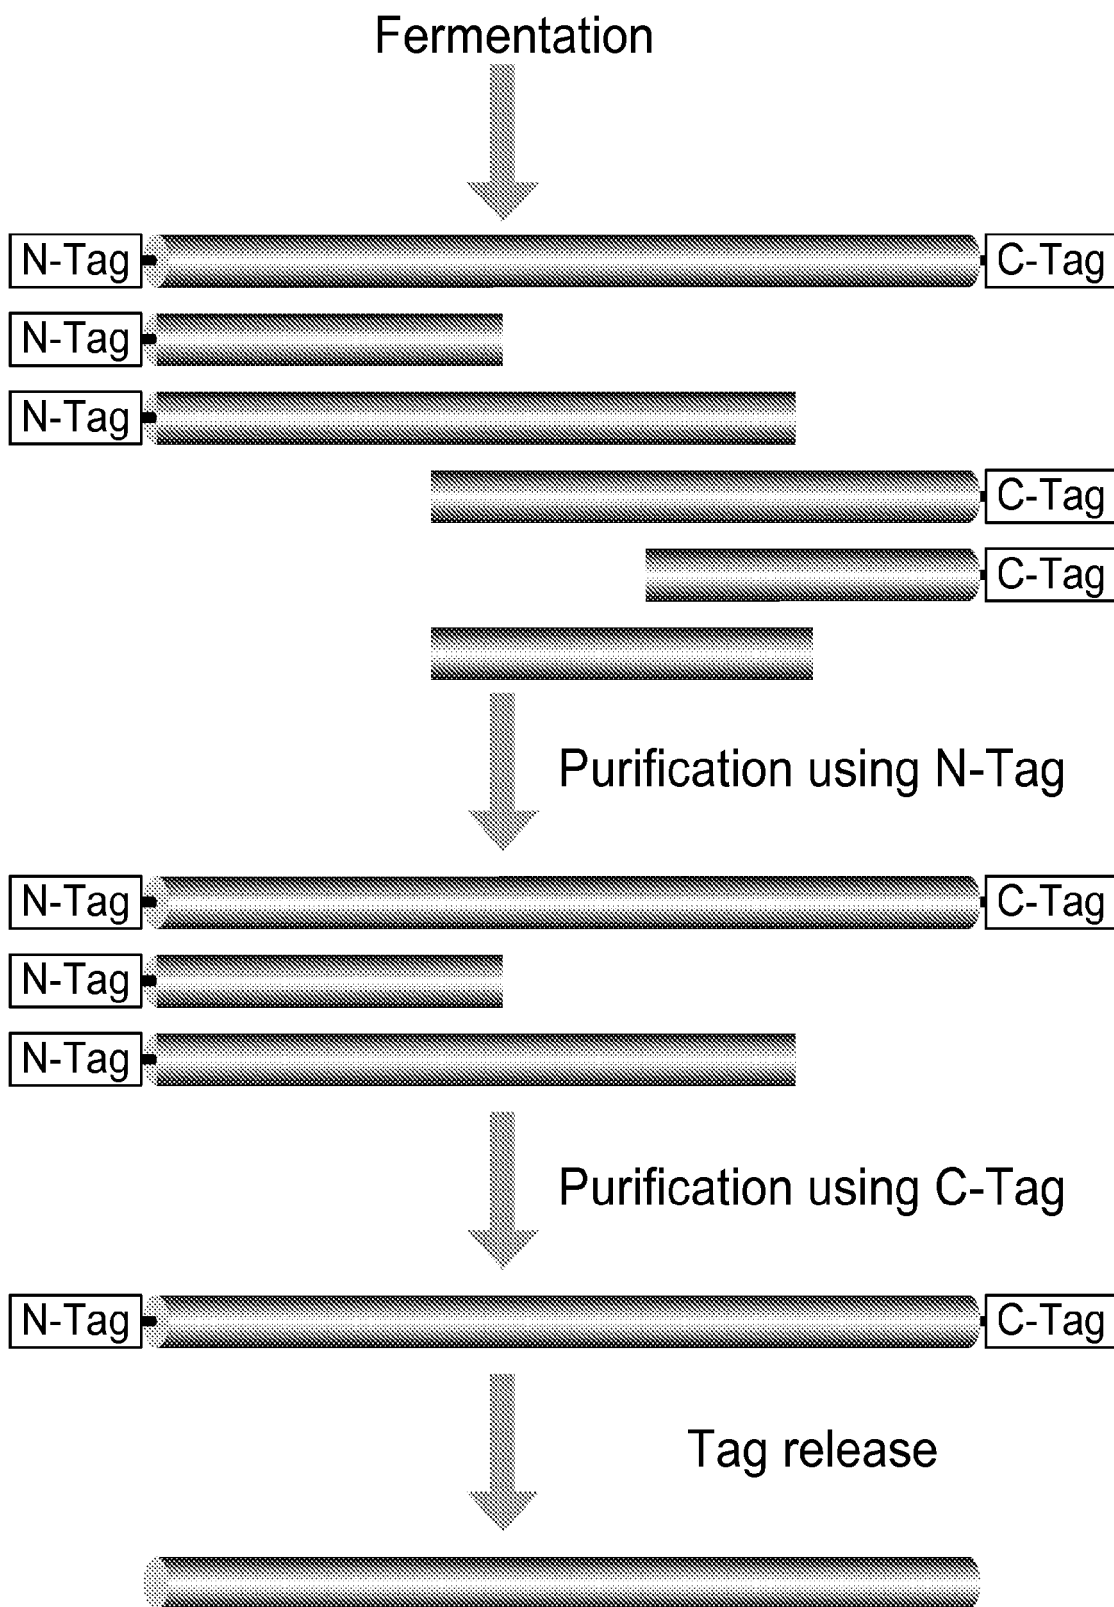 Fermentation
N-Tag C-Tag
N-Tag
N-Tag
C-Tag
C-Tag
Purification using N-Tag
N-Tag C-Tag
N-Tag
N-Tag
Purification using C-Tag
N-Tag C-Tag
Tag release